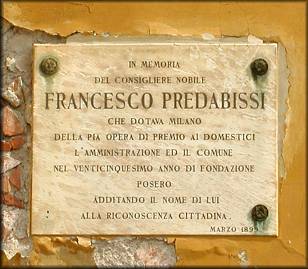 IN MEMORIA
DEL CONSIGLIERE NOBILE
FRANCESCO PREDABISSI
CHE DOTAVA MILANO
DELLA PIA OPERA DI PREMIO AI DOMESTICI
L'AMMINISTRAZIONE ED IL COMUNE
NEL VENTICINQUESIMO ANNO DI FONDAZIONE
POSERO
ADDITANDO IL NOME DI LUI
ALLA RICONOSCENZA CITTADINA.
MARZO